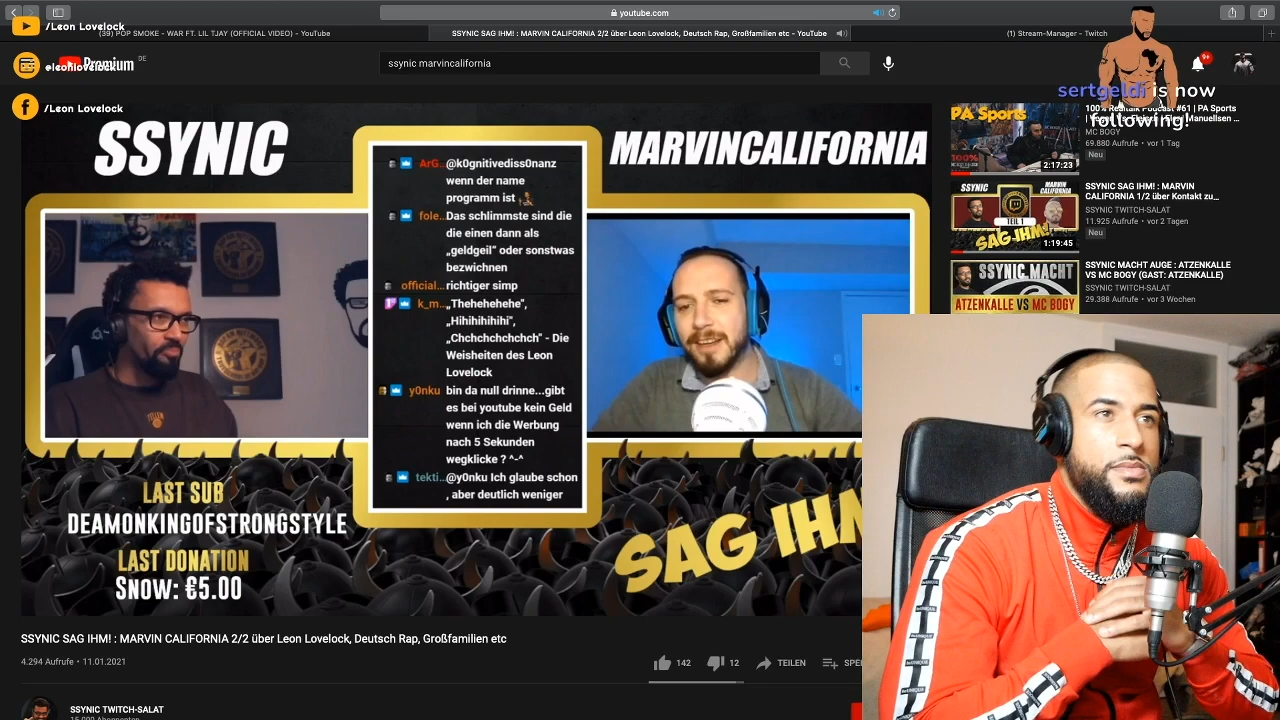 youtube.com
/Leon Lovelock
(39) POP SMOKE - WAR FT. LIL TJAY (OFFICIAL VIDEO) - YouTube
SSYNIC SAG IHM! : MARVIN CALIFORNIA 2/2 über Leon Lovelock, Deutsch Rap, Großfamilien etc - YouTube
(1) Stream-Manager - Twitch
Premium
DE
ssynic marvincalifornia
9+
/Leon Lovelock
sertgeldi is now
following!
SSYNIC
MARVINCALIFORNIA
ArG... @k0gnitivediss0nanz
wenn der name
programm ist
fole... Das schlimmste sind die
die einen dann als
„geldgeil" oder sonstwas
bezwichnen
official... richtiger simp
k_m... „Thehehehehe",
„Hihihihihihi",
„Chchchchchchch" - Die
Weisheiten des Leon
Lovelock
y0nku bin da null drinne...gibt
es bei youtube kein Geld
wenn ich die Werbung
nach 5 Sekunden
wegklicke ? ^-^
tekti... @y0nku Ich glaube schon
, aber deutlich weniger
LAST SUB
DEAMONKINGOFSTRONGSTYLE
LAST DONATION
SNOW: €5.00
SAG IHM
PA Sports
2:17:23
MC BOGY
69.880 Aufrufe • vor 1 Tag
Neu
SSYNIC
MARVIN
CALIFORNIA
TEIL 1
SAG IHM!
1:19:45
SSYNIC SAG IHM! : MARVIN
CALIFORNIA 1/2 über Kontakt zu...
SSYNIC TWITCH-SALAT
11.925 Aufrufe • vor 2 Tagen
Neu
SSYNIC MACHT
ATZENKALLE VS MC BOGY
SSYNIC MACHT AUGE : ATZENKALLE
VS MC BOGY (GAST: ATZENKALLE)
SSYNIC TWITCH-SALAT
29.388 Aufrufe • vor 3 Wochen
SSYNIC SAG IHM! : MARVIN CALIFORNIA 2/2 über Leon Lovelock, Deutsch Rap, Großfamilien etc
4.294 Aufrufe • 11.01.2021
142
12
TEILEN
SSYNIC TWITCH-SALAT